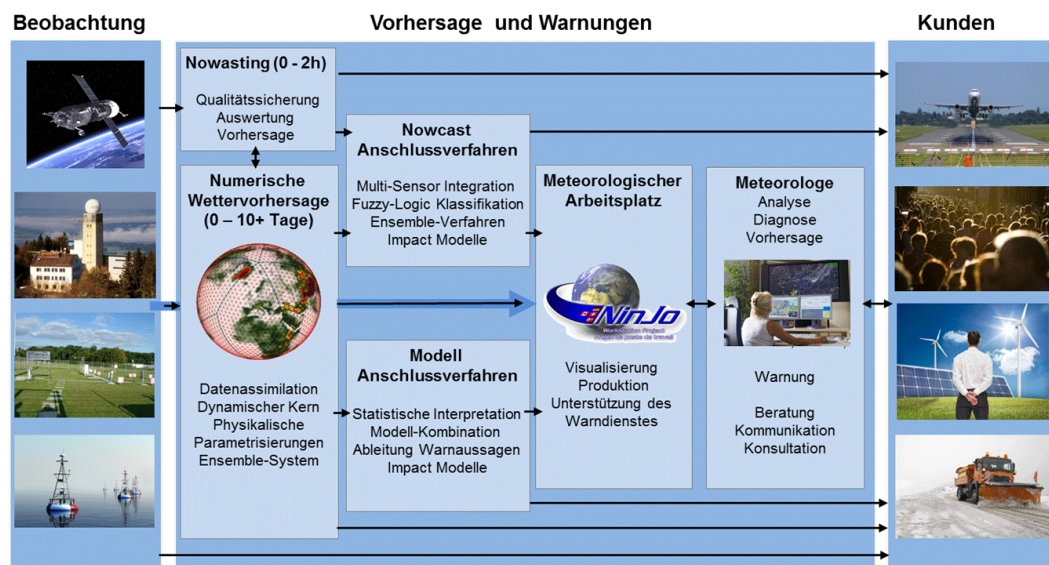 Beobachtung
Vorhersage und Warnungen
Kunden
Nowasting (0 - 2h)
Qualitätssicherung
Auswertung
Vorhersage
Nowcast
Anschlussverfahren
Multi-Sensor Integration
Fuzzy-Logic Klassifikation
Ensemble-Verfahren
Impact Modelle
Numerische
Wettervorhersage
(0 – 10+ Tage)
Datenassimilation
Dynamischer Kern
Physikalische
Parametrisierungen
Ensemble-System
Modell
Anschlussverfahren
Statistische Interpretation
Modell-Kombination
Ableitung Warnaussagen
Impact Modelle
Meteorologischer
Arbeitsplatz
NinJo
Workstation Project
Visualisierung
Produktion
Unterstützung des
Warndienstes
Meteorologe
Analyse
Diagnose
Vorhersage
Warnung
Beratung
Kommunikation
Konsultation